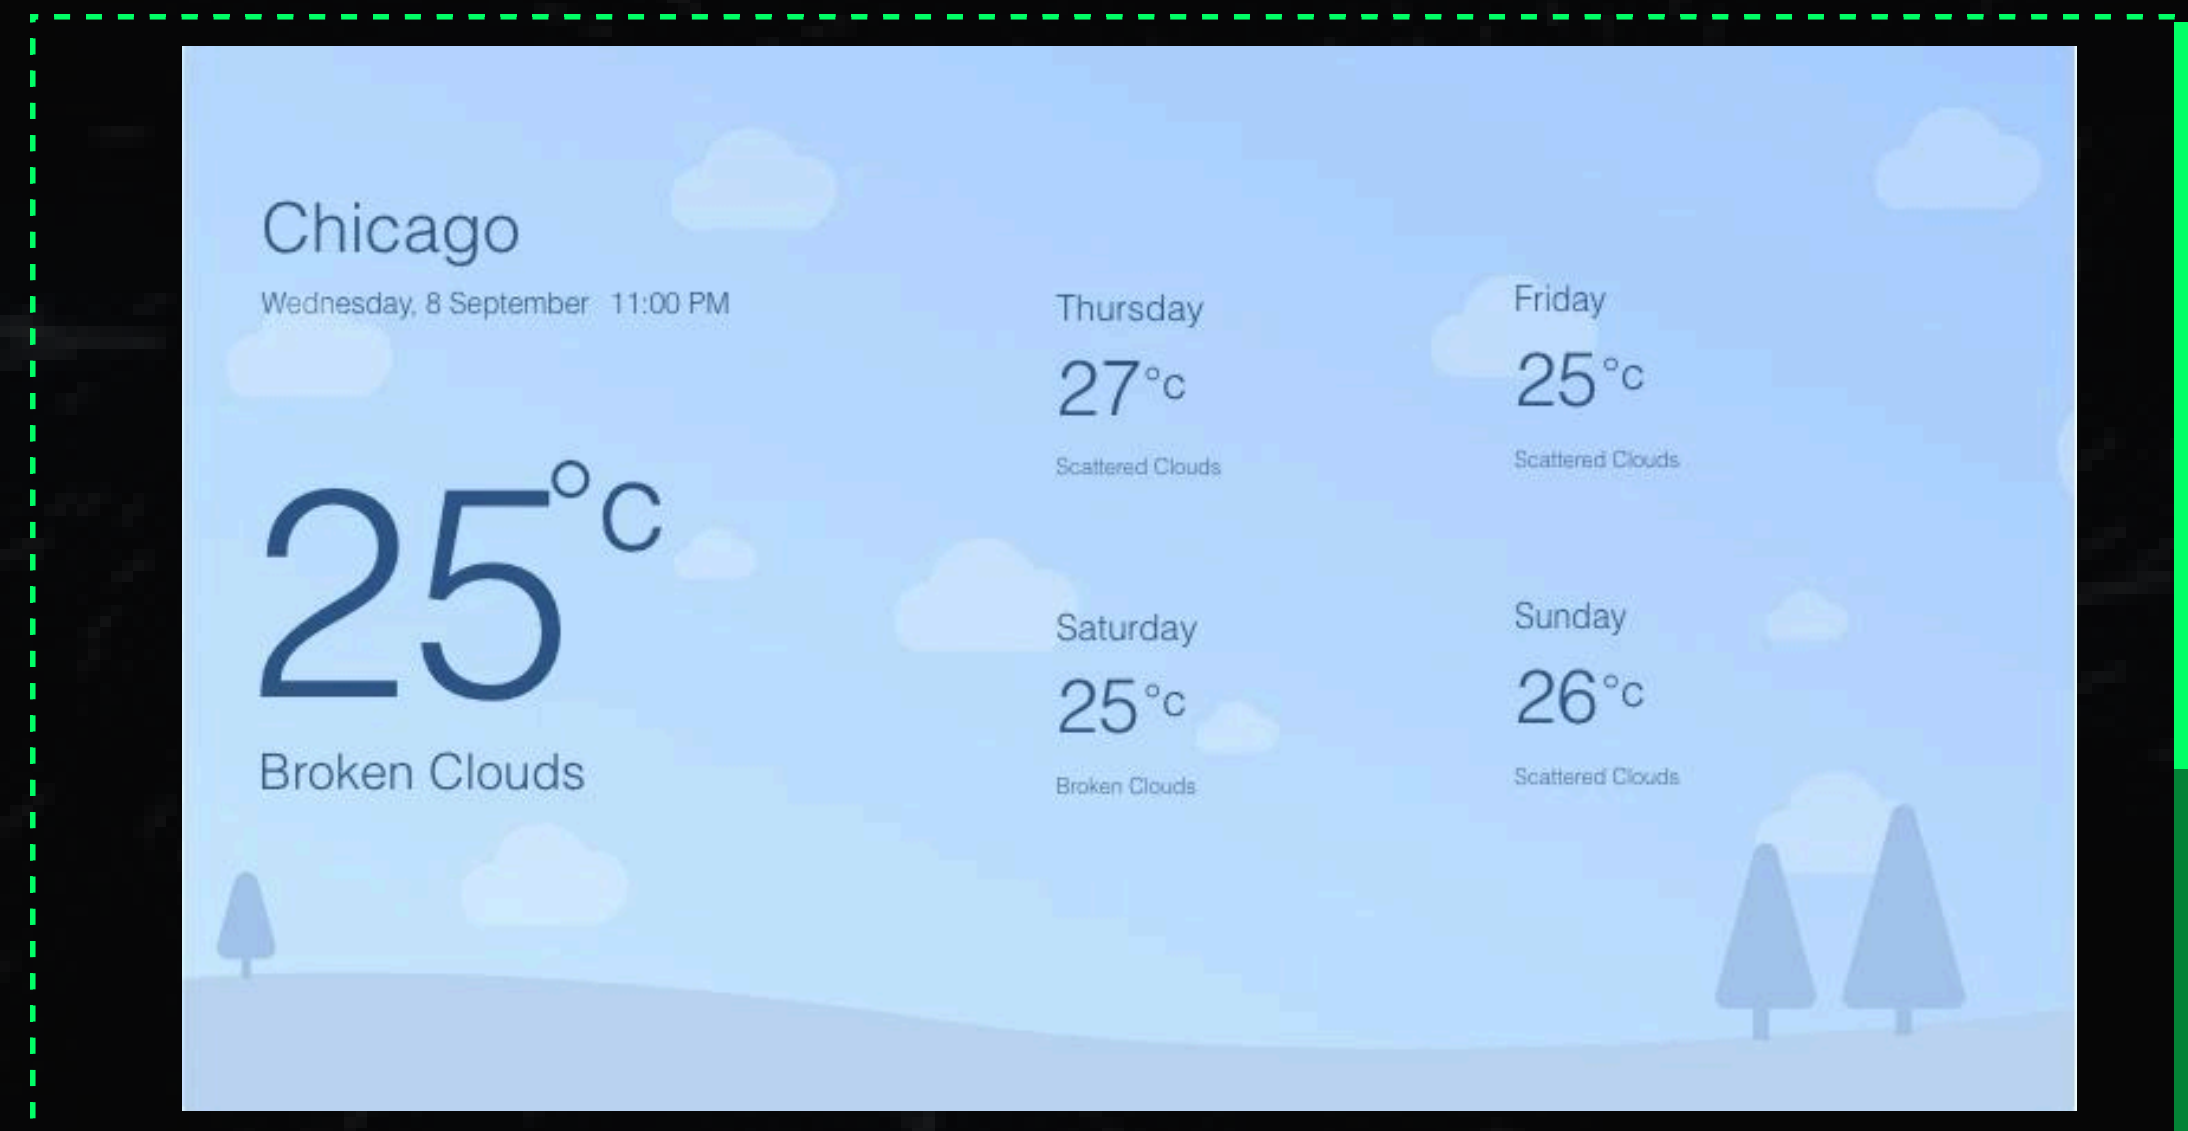 Chicago
Wednesday, 8 September 11:00 PM
25°c
Broken Clouds
Thursday
27°c
Scattered Clouds
Friday
25°c
Scattered Clouds
Saturday
25°c
Broken Clouds
Sunday
26°c
Scattered Clouds